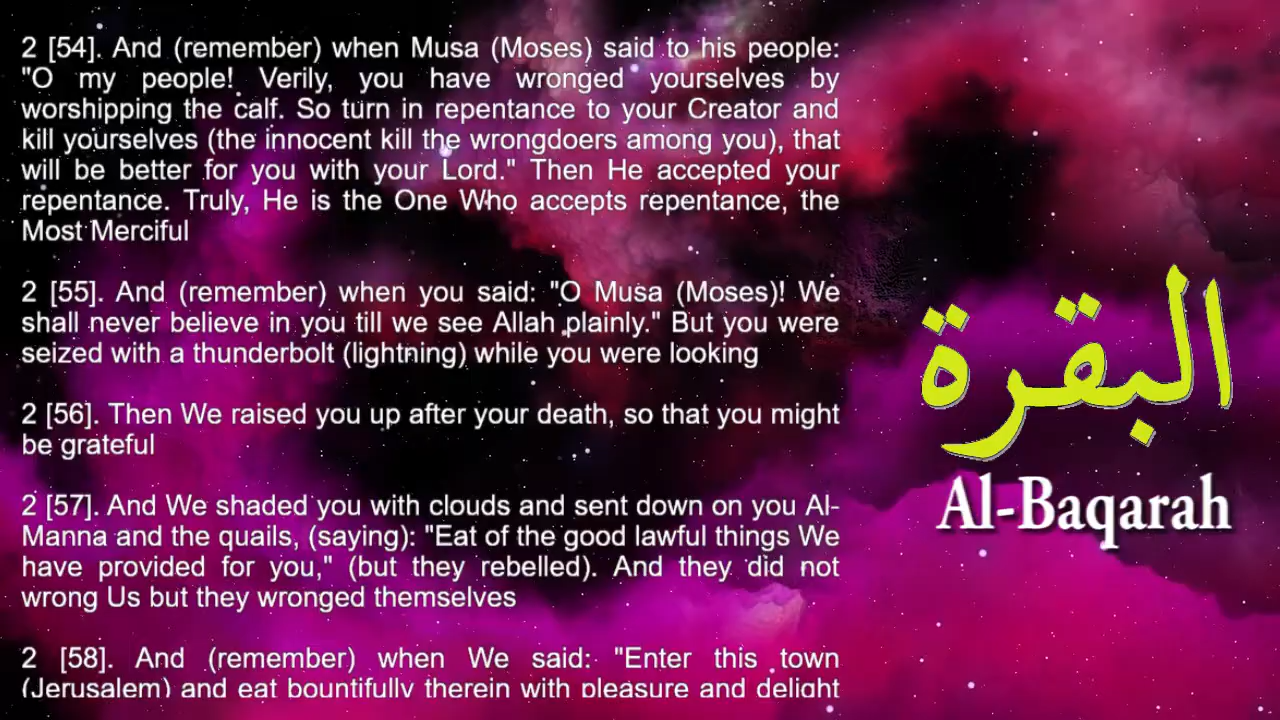 2 [54]. And (remember) when Musa (Moses) said to his people:
"O my people! Verily, you have wronged yourselves by
worshipping the calf. So turn in repentance to your Creator and
kill yourselves (the innocent kill the wrongdoers among you), that
will be better for you with your Lord." Then He accepted your
repentance. Truly, He is the One Who accepts repentance, the
Most Merciful
2 [55]. And (remember) when you said: "O Musa (Moses)! We
shall never believe in you till we see Allah plainly." But you were
seized with a thunderbolt (lightning) while you were looking
2 [56]. Then We raised you up after your death, so that you might
be grateful
2 [57]. And We shaded you with clouds and sent down on you Al-
Manna and the quails, (saying): "Eat of the good lawful things We
have provided for you," (but they rebelled). And they did not
wrong Us but they wronged themselves
2 [58]. And (remember) when We said: "Enter this town
(Jerusalem) and eat bountifully therein with pleasure and delight
البقرة
Al-Baqarah